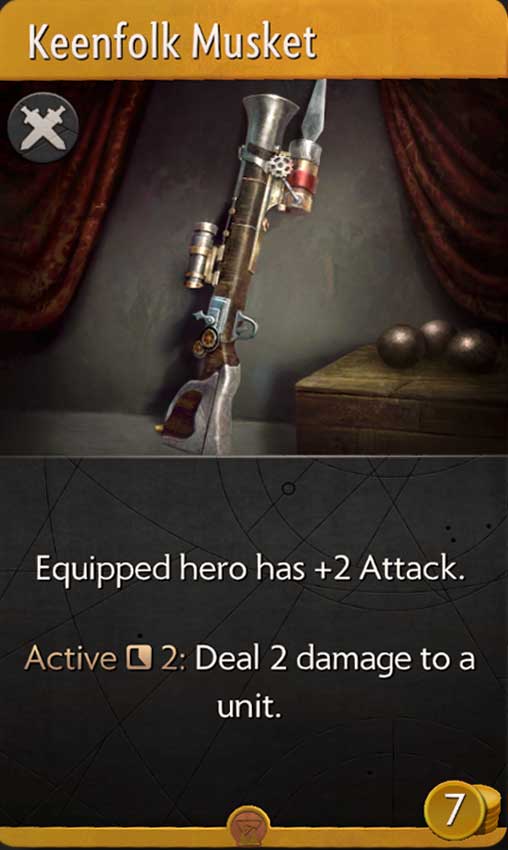 Keenfolk Musket
Equipped hero has +2 Attack.
Active 2: Deal 2 damage to a
unit.
7